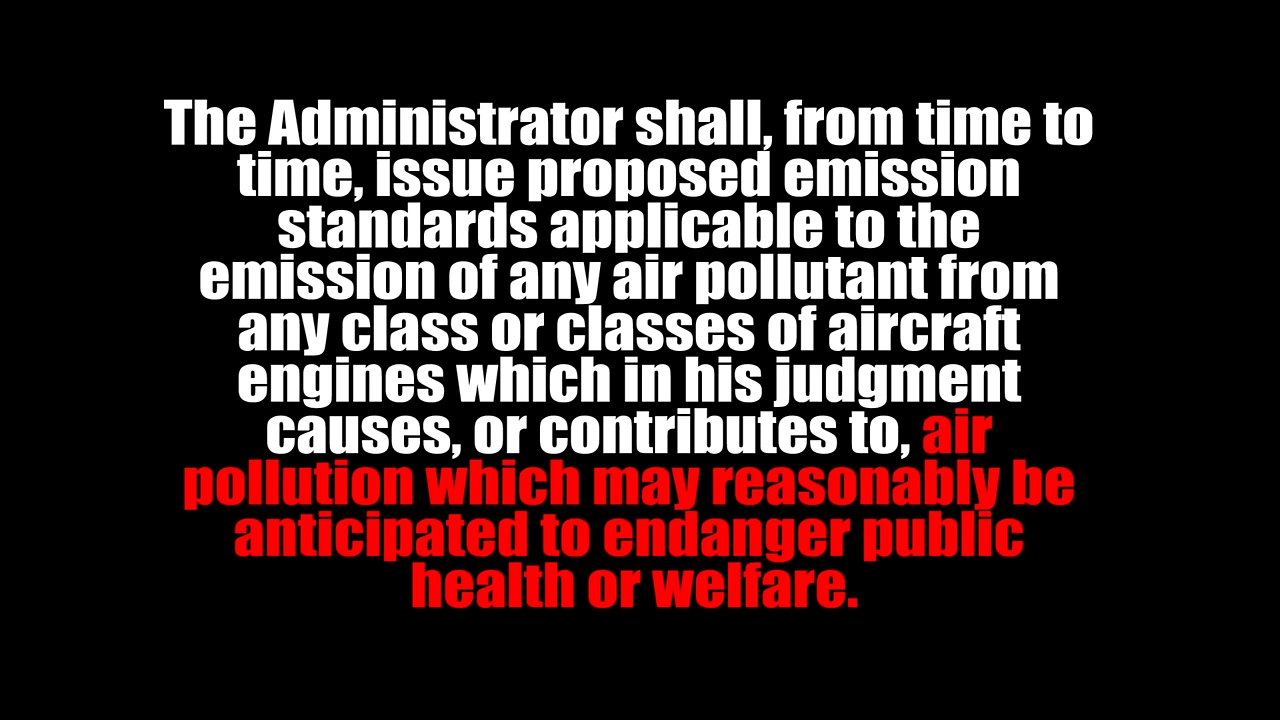 The Administrator shall, from time to
time, issue proposed emission
standards applicable to the
emission of any air pollutant from
any class or classes of aircraft
engines which in his judgment
causes, or contributes to, air
pollution which may reasonably be
anticipated to endanger public
health or welfare.